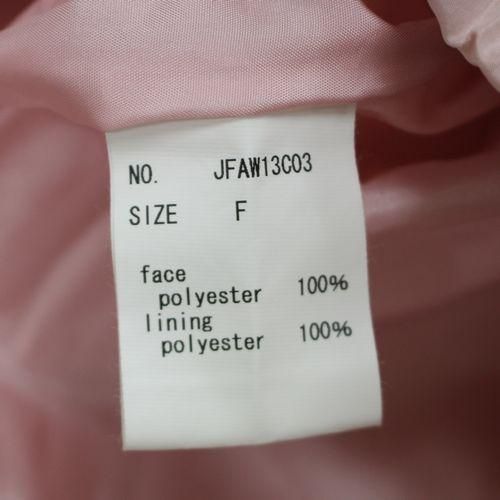 NO. JFAW13C03
SIZE F
face
polyester 100%
lining
polyester 100%